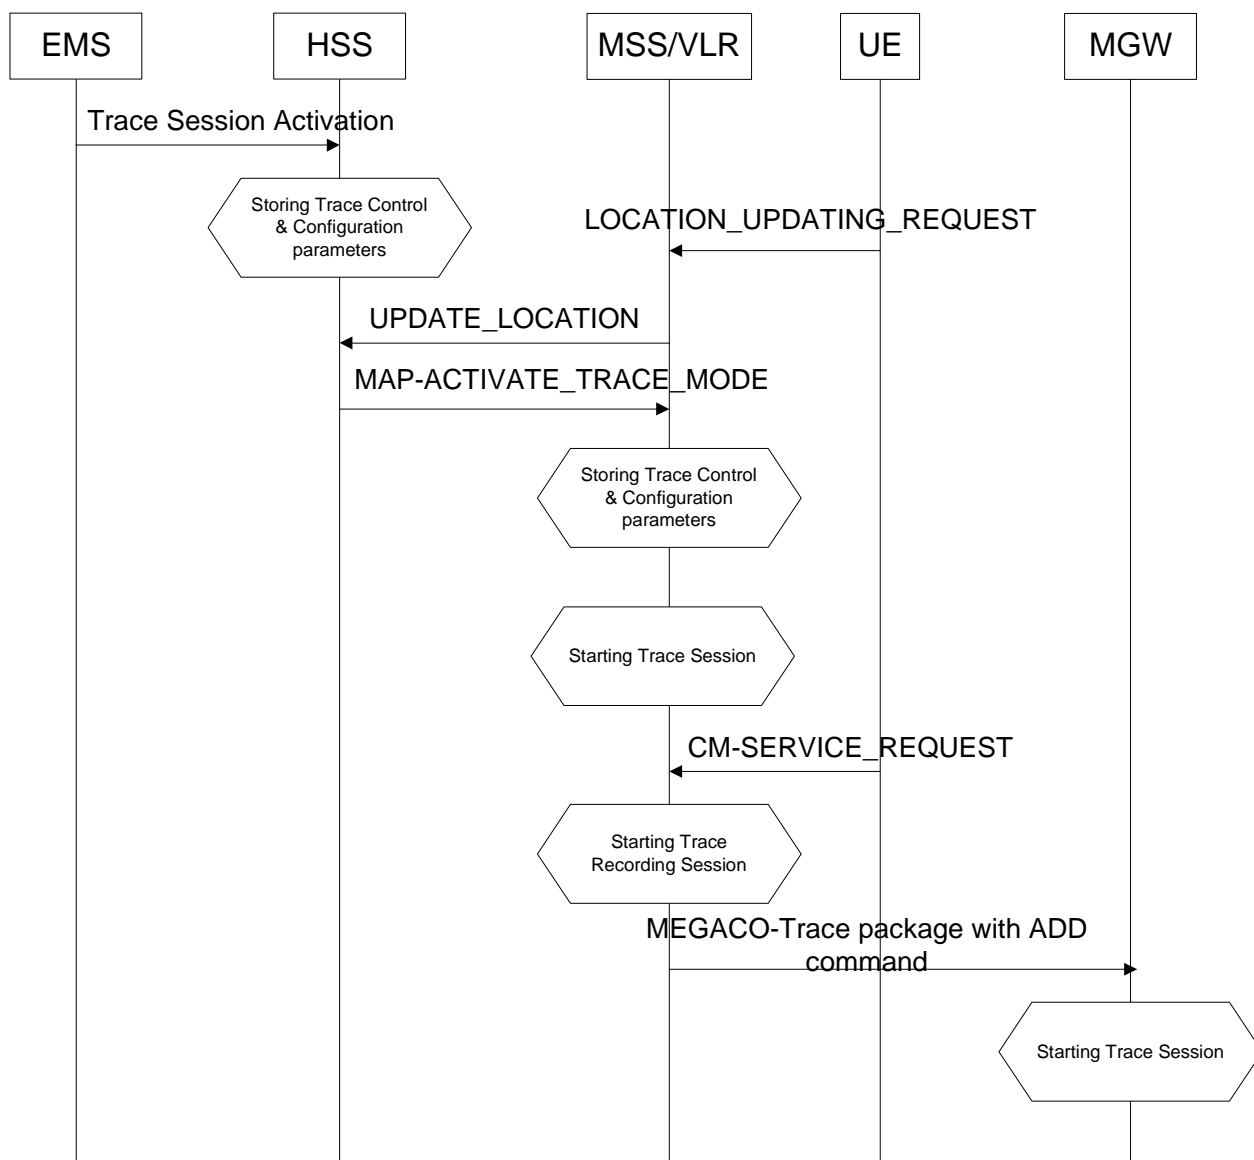 EMS
HSS
MSS/VLR
UE
MGW
Trace Session Activation
Storing Trace Control
& Configuration
parameters
LOCATION_UPDATING_REQUEST
UPDATE_LOCATION
MAP-ACTIVATE_TRACE_MODE
Storing Trace Control
& Configuration
parameters
Starting Trace Session
CM-SERVICE_REQUEST
Starting Trace
Recording Session
MEGACO-Trace package with ADD
command
Starting Trace Session